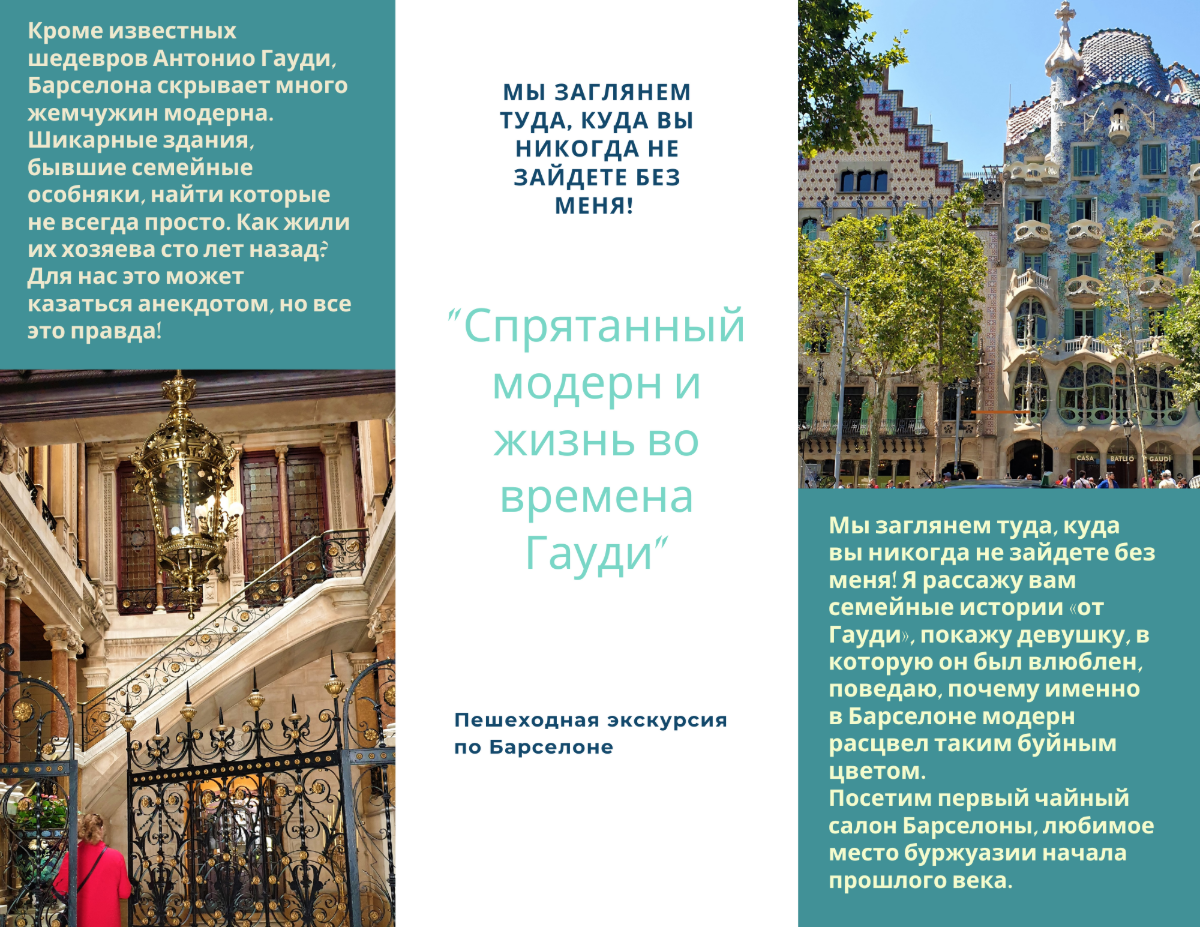 Кроме известных
шедевров Антонио Гауди,
Барселона скрывает много
жемчужин модерна.
Шикарные здания,
бывшие семейные
особняки, найти которые
не всегда просто. Как жили
их хозяева сто лет назад?
Для нас это может
казаться анекдотом, но все
это правда!
МЫ ЗАГЛЯНЕМ
ТУДА, КУДА ВЫ
НИКОГДА НЕ
ЗАЙДЕТЕ БЕЗ
МЕНЯ!
"Спрятанный
модерн и
жизнь во
времена
Гауди"
Пешеходная экскурсия
по Барселоне
CASA BATLLO GAUDÍ
Мы заглянем туда, куда
вы никогда не зайдете без
меня! Я рассажу вам
семейные истории «от
Гауди», покажу девушку, в
которую он был влюблен,
поведаю, почему именно
в Барселоне модерн
расцвел таким буйным
цветом.
Посетим первый чайный
салон Барселоны, любимое
место буржуазии начала
прошлого века.